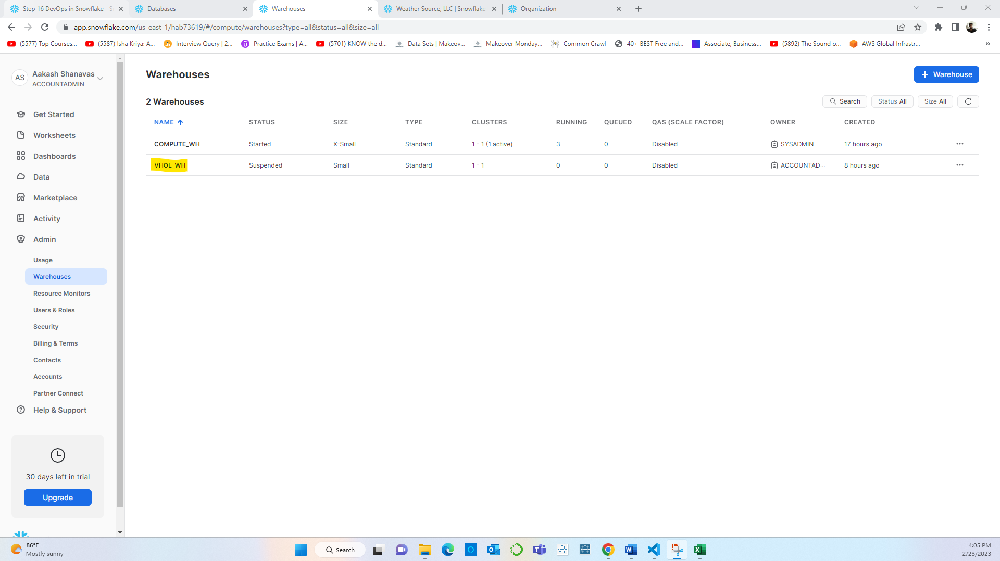 Step 16 DevOps in Snowflake - S
Databases
Warehouses
Weather Source, LLC | Snowflake
Organization
app.snowflake.com/us-east-1/hab73619/#/compute/warehouses?type=all&status=all&size=all
(5577) Top Courses...
(5587) Isha Kriya: A...
Interview Query | 2...
Practice Exams | A...
(5701) KNOW the d...
Data Sets | Makeov...
Makeover Monday...
Common Crawl
40+ BEST Free and...
Associate, Business...
(5892) The Sound o...
AWS Global Infrastr...
»
AS
Aakash Shanavas
ACCOUNTADMIN
Get Started
Worksheets
Dashboards
Data
Marketplace
Activity
Admin
Usage
Warehouses
Resource Monitors
Users & Roles
Security
Billing & Terms
Contacts
Accounts
Partner Connect
Help & Support
30 days left in trial
Upgrade
Warehouses
+ Warehouse
2 Warehouses
Search
Status All
Size All
NAME STATUS SIZE TYPE CLUSTERS RUNNING QUEUED QAS (SCALE FACTOR) OWNER CREATED
COMPUTE_WH Started X-Small Standard 1 - 1 (1 active) 3 0 Disabled SYSADMIN 17 hours ago ...
VHOL_WH Suspended Small Standard 1 - 1 0 0 Disabled ACCOUNTAD... 8 hours ago ...
86°F
Mostly sunny
Search
4:05 PM
2/23/2023